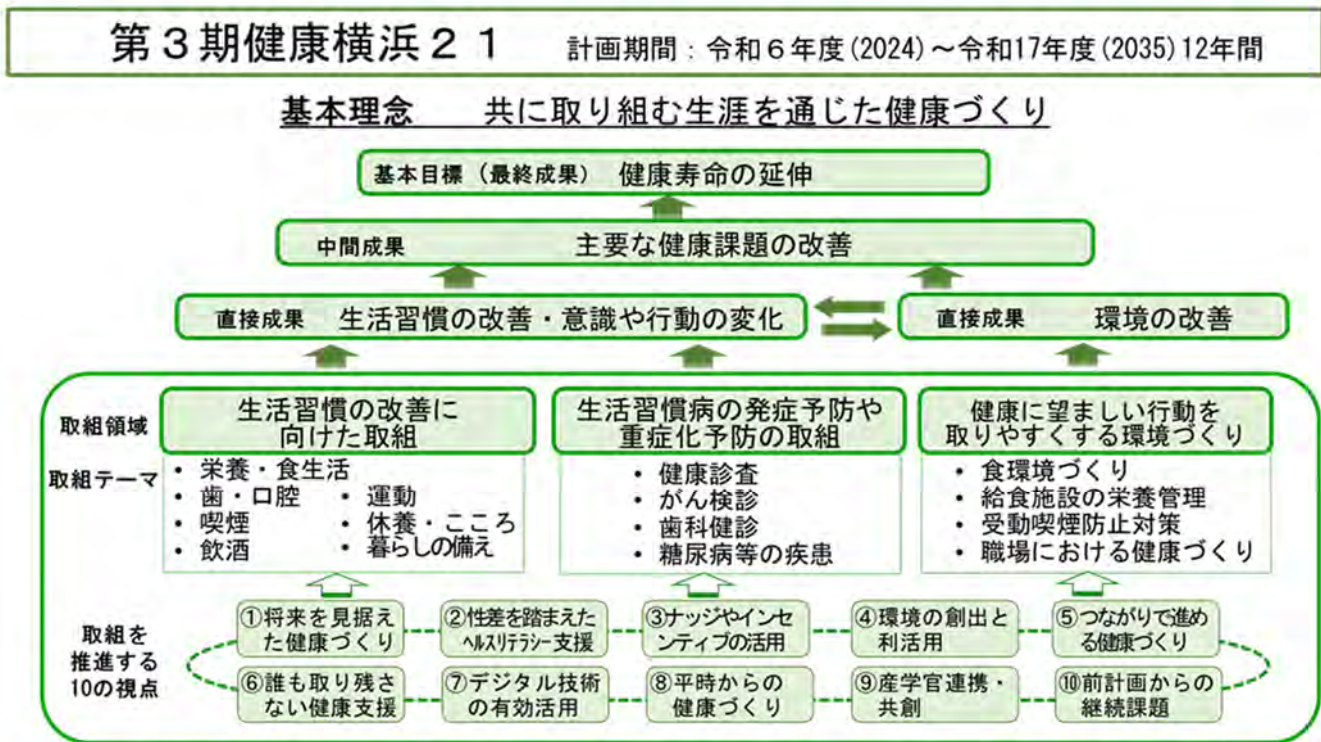 第3期健康横浜21 計画期間：令和6年度(2024)～令和17年度(2035)12年間
基本理念 共に取り組む生涯を通じた健康づくり
基本目標（最終成果） 健康寿命の延伸
中間成果 主要な健康課題の改善
直接成果 生活習慣の改善・意識や行動の変化
直接成果 環境の改善
取組領域
生活習慣の改善に
向けた取組
生活習慣病の発症予防や
重症化予防の取組
健康に望ましい行動を
取りやすくする環境づくり
取組テーマ
・栄養・食生活
・歯・口腔
・喫煙
・飲酒
・運動
・休養・こころ
・暮らしの備え
・健康診査
・がん検診
・歯科健診
・糖尿病等の疾患
・食環境づくり
・給食施設の栄養管理
・受動喫煙防止対策
・職場における健康づくり
取組を
推進する
10の視点
①将来を見据え
た健康づくり
②性差を踏まえた
ヘルスリテラシー支援
③ナッジやインセ
ンティブの活用
④環境の創出と
利活用
⑤つながりで進め
る健康づくり
⑥誰も取り残さ
ない健康支援
⑦デジタル技術
の有効活用
⑧平時からの
健康づくり
⑨産学官連携・
共創
⑩前計画からの
継続課題